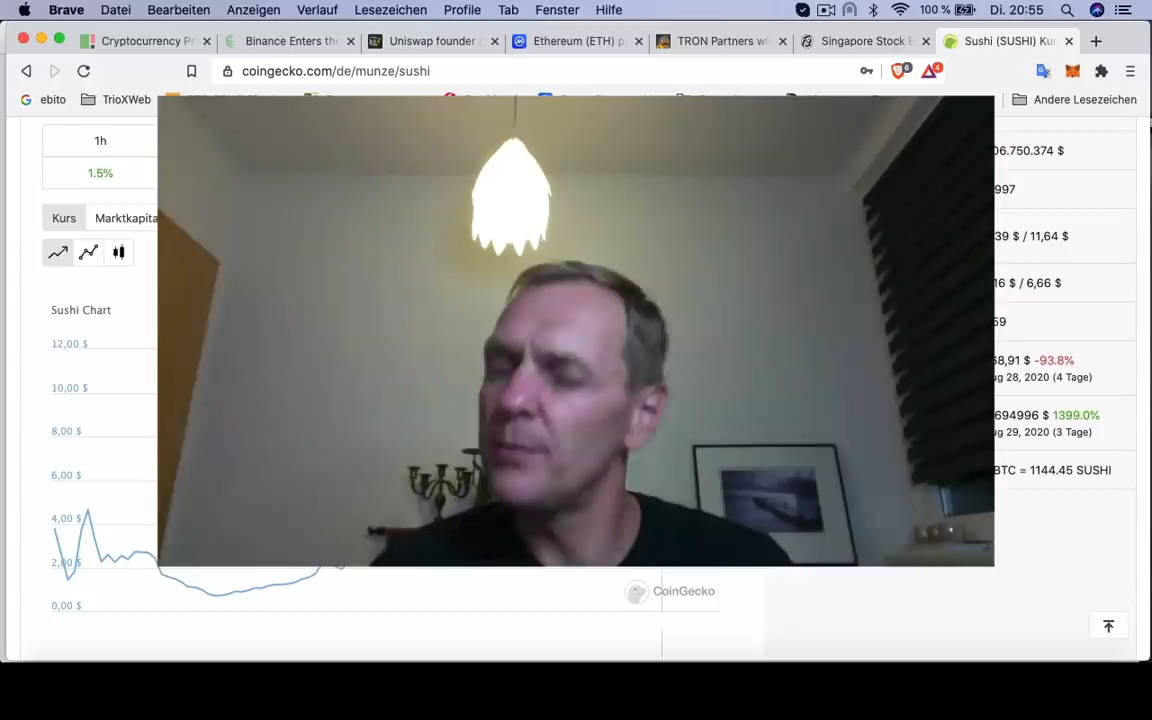 Brave Datei Bearbeiten Anzeigen Verlauf Lesezeichen Profile Tab Fenster Hilfe 100 % Di. 20:55
Cryptocurrency Pr Binance Enters the Uniswap founder Ethereum (ETH) p TRON Partners wi Singapore Stock E Sushi (SUSHI) Ku
coingecko.com/de/munze/sushi 6 4
ebito TrioXWeb Andere Lesezeichen
1h
1.5%
06.750.374 $
997
Kurs Marktkapita
39 $ / 11,64 $
16 $ / 6,66 $
Sushi Chart
59
12,00 $
10,00 $
8,00 $
6,00 $
4,00 $
2,00 $
0,00 $
68,91 $ -93.8%
ug 28, 2020 (4 Tage)
694996 $ 1399.0%
ug 29, 2020 (3 Tage)
BTC = 1144.45 SUSHI
CoinGecko